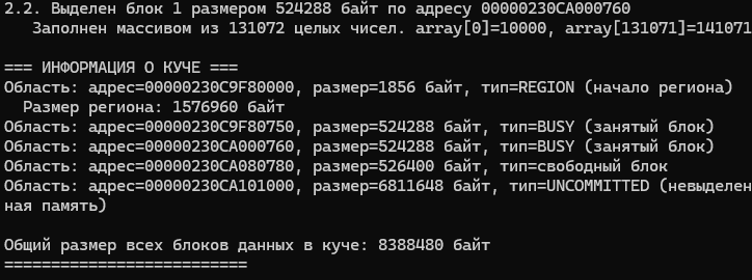 2.2. Выделен блок 1 размером 524288 байт по адресу 00000230CA000760
Заполнен массивом из 131072 целых чисел. array[0]=10000, array[131071]=141071
=== ИНФОРМАЦИЯ О КУЧЕ ===
Область: адрес=00000230C9F80000, размер=1856 байт, тип=REGION (начало региона)
Размер региона: 1576960 байт
Область: адрес=00000230C9F80750, размер=524288 байт, тип=BUSY (занятый блок)
Область: адрес=00000230CA000760, размер=524288 байт, тип=BUSY (занятый блок)
Область: адрес=00000230CA080780, размер=526400 байт, тип=свободный блок
Область: адрес=00000230CA101000, размер=6811648 байт, тип=UNCOMMITTED (невыделен
ная память)
Общий размер всех блоков данных в куче: 8388480 байт
==========================